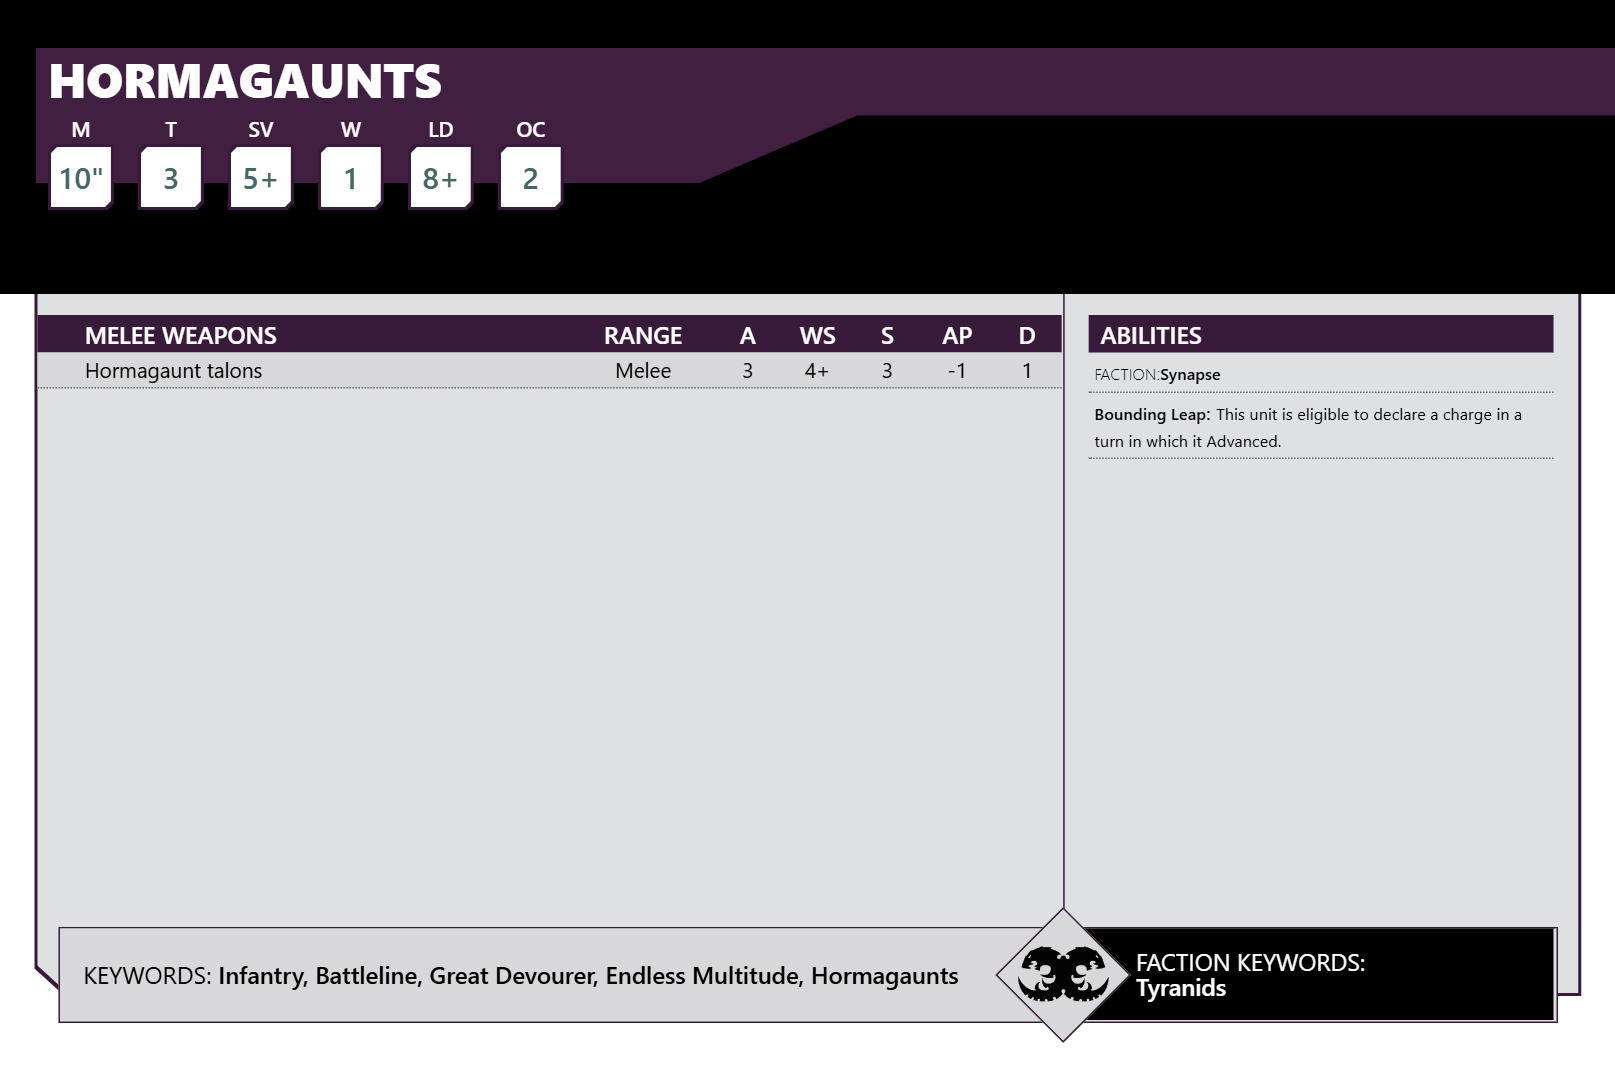 HORMAGAUNTS
M T SV W LD OC
10" 3 5+ 1 8+ 2
MELEE WEAPONS RANGE A WS S AP D
Hormagaunt talons Melee 3 4+ 3 -1 1
ABILITIES
FACTION:Synapse
Bounding Leap: This unit is eligible to declare a charge in a
turn in which it Advanced.
KEYWORDS: Infantry, Battleline, Great Devourer, Endless Multitude, Hormagaunts
FACTION KEYWORDS:
Tyranids